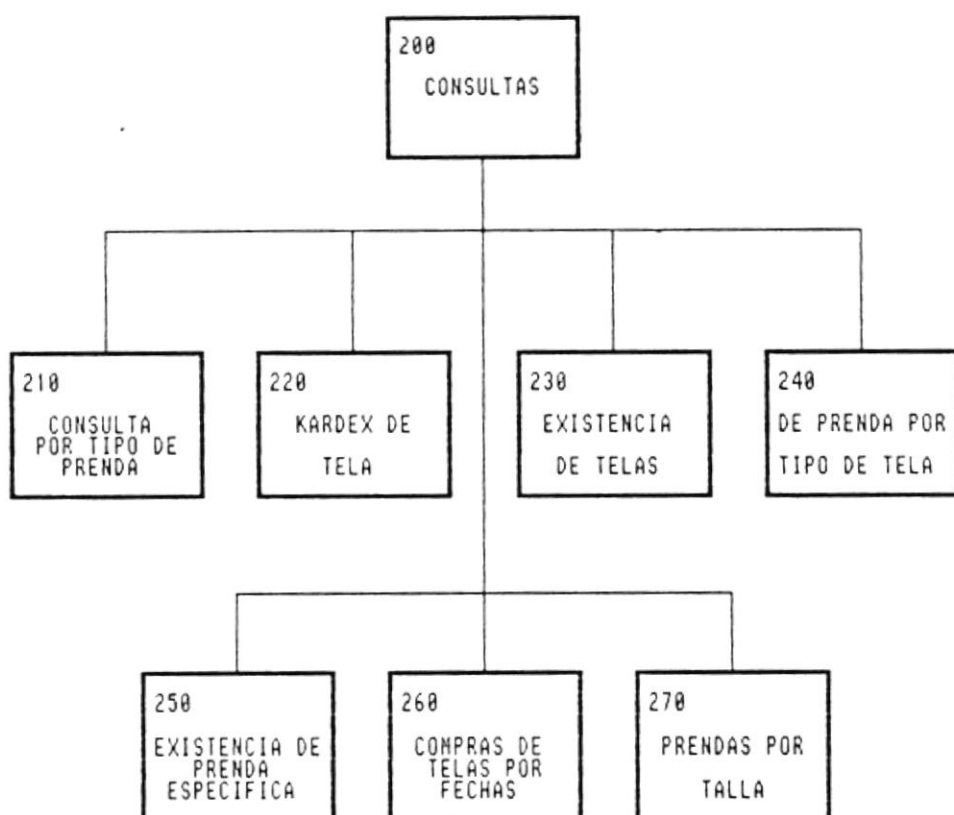 200
CONSULTAS
210
CONSULTA
POR TIPO DE
PRENDA
220
KARDEX DE
TELA
230
EXISTENCIA
DE TELAS
240
DE PRENDA POR
TIPO DE TELA
250
EXISTENCIA DE
PRENDA
ESPECIFICA
260
COMPRAS DE
TELAS POR
FECHAS
270
PRENDAS POR
TALLA